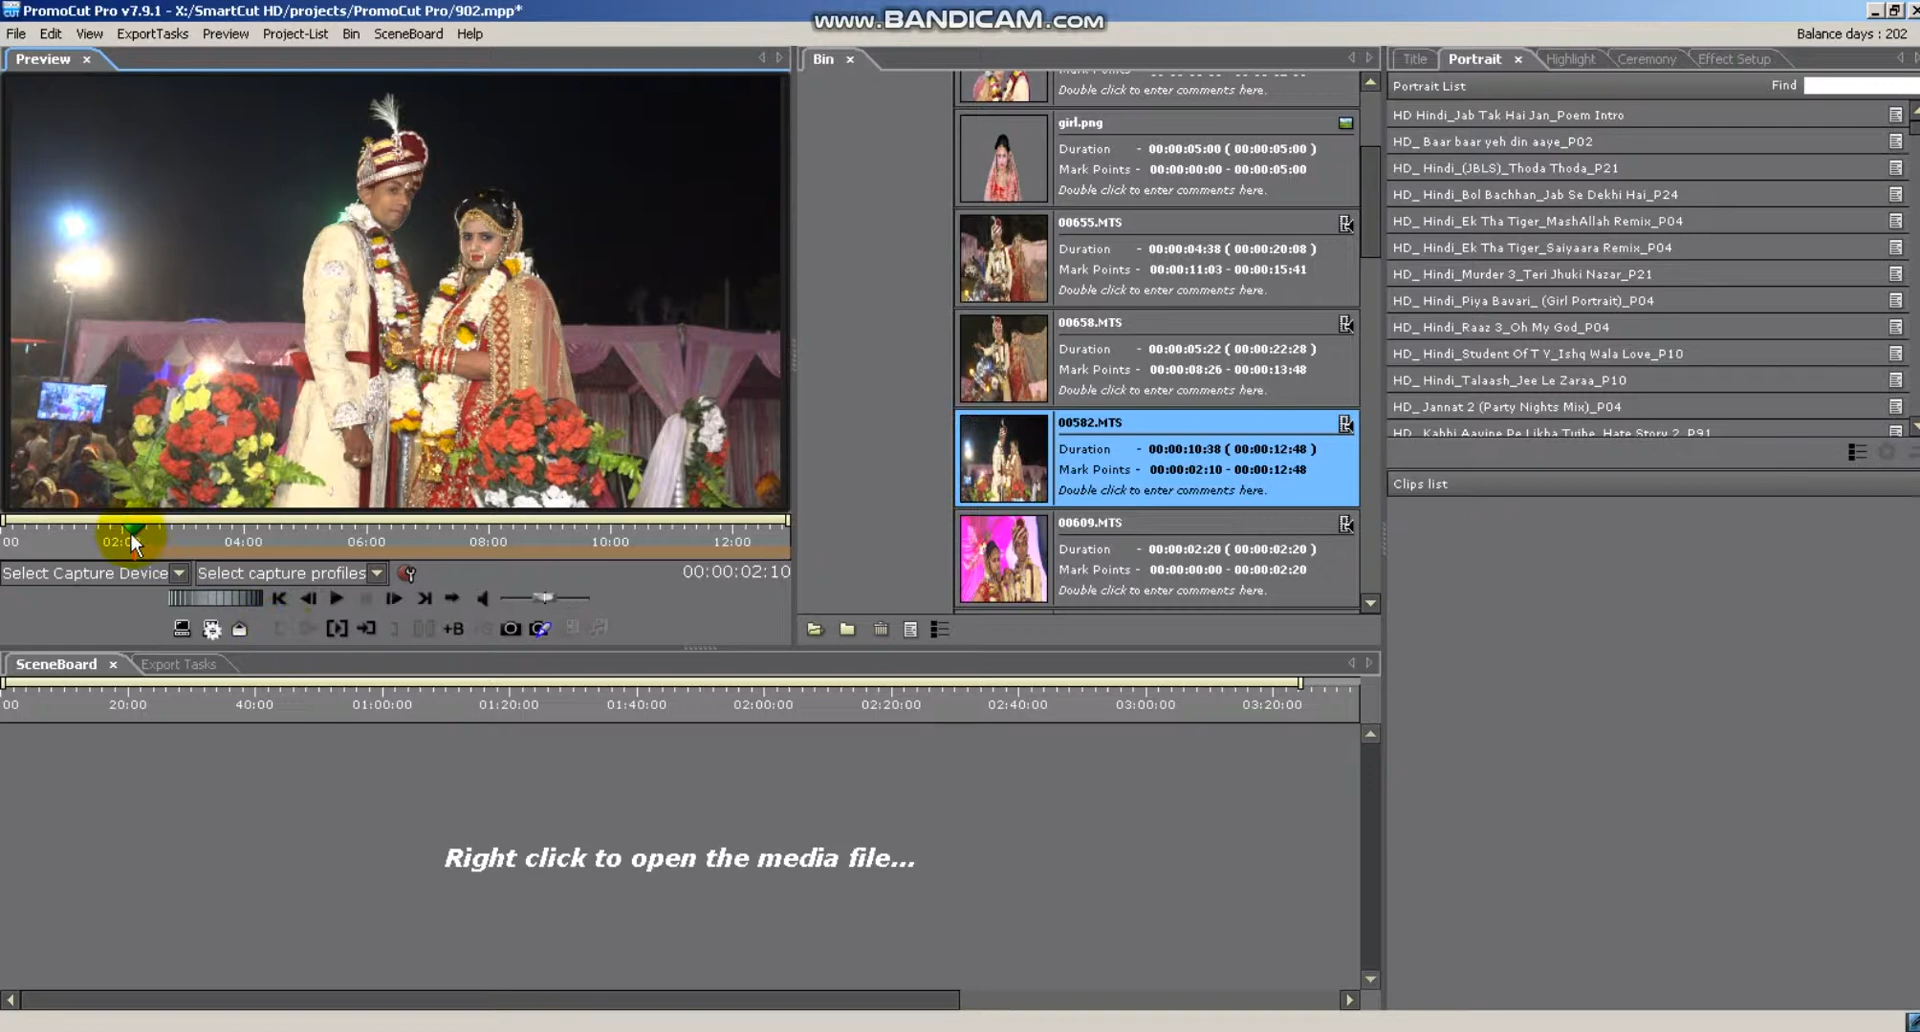 PromoCut Pro v7.9.1 - X:/SmartCut HD/projects/PromoCut Pro/902.mpp*
www.BANDICAM.com
File Edit View ExportTasks Preview Project-List Bin SceneBoard Help
Balance days : 202
Preview
Bin
Title Portrait Highlight Ceremony Effect Setup
Portrait List
Find
Double click to enter comments here.
girl.png
Duration - 00:00:05:00 ( 00:00:05:00 )
Mark Points - 00:00:00:00 - 00:00:05:00
Double click to enter comments here.
00655.MTS
Duration - 00:00:04:38 ( 00:00:20:08 )
Mark Points - 00:00:11:03 - 00:00:15:41
Double click to enter comments here.
00658.MTS
Duration - 00:00:05:22 ( 00:00:22:28 )
Mark Points - 00:00:08:26 - 00:00:13:48
Double click to enter comments here.
00582.MTS
Duration - 00:00:10:38 ( 00:00:12:48 )
Mark Points - 00:00:02:10 - 00:00:12:48
Double click to enter comments here.
00609.MTS
Duration - 00:00:02:20 ( 00:00:02:20 )
Mark Points - 00:00:00:00 - 00:00:02:20
Double click to enter comments here.
HD Hindi_Jab Tak Hai Jan_Poem Intro
HD_ Baar baar yeh din aaye_P02
HD_ Hindi_(JBLS)_Thoda Thoda_P21
HD_ Hindi_Bol Bachhan_Jab Se Dekhi Hai_P24
HD_ Hindi_Ek Tha Tiger_MashAllah Remix_P04
HD_ Hindi_Ek Tha Tiger_Saiyaara Remix_P04
HD_ Hindi_Murder 3_Teri Jhuki Nazar_P21
HD_ Hindi_Piya Bavari_ (Girl Portrait)_P04
HD_ Hindi_Raaz 3_Oh My God_P04
HD_ Hindi_Student Of T Y_Ishq Wala Love_P10
HD_ Hindi_Talaash_Jee Le Zaraa_P10
HD_ Jannat 2 (Party Nights Mix)_P04
HD_ Kabhi Aayine Pe Likha Tujhe_Hate Story 2_P91
Clips list
00 02:0 04:00 06:00 08:00 10:00 12:00
Select Capture Device Select capture profiles 00:00:02:10
+B
SceneBoard Export Tasks
00 20:00 40:00 01:00:00 01:20:00 01:40:00 02:00:00 02:20:00 02:40:00 03:00:00 03:20:00
Right click to open the media file...